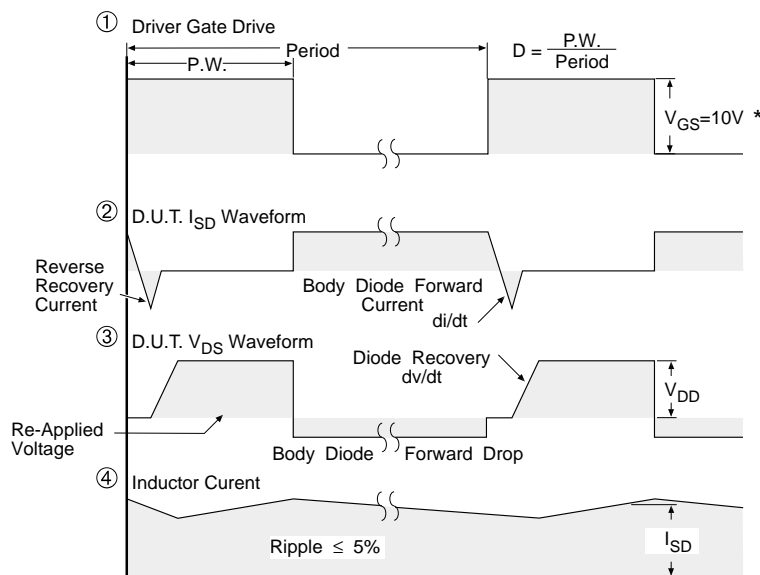 ① Driver Gate Drive
Period
P.W.
D = P.W. / Period
V_GS=10V *
② D.U.T. I_SD Waveform
Reverse
Recovery
Current
Body Diode Forward
Current
di/dt
③ D.U.T. V_DS Waveform
Diode Recovery
dv/dt
V_DD
Re-Applied
Voltage
Body Diode Forward Drop
④ Inductor Curent
Ripple ≤ 5%
I_SD